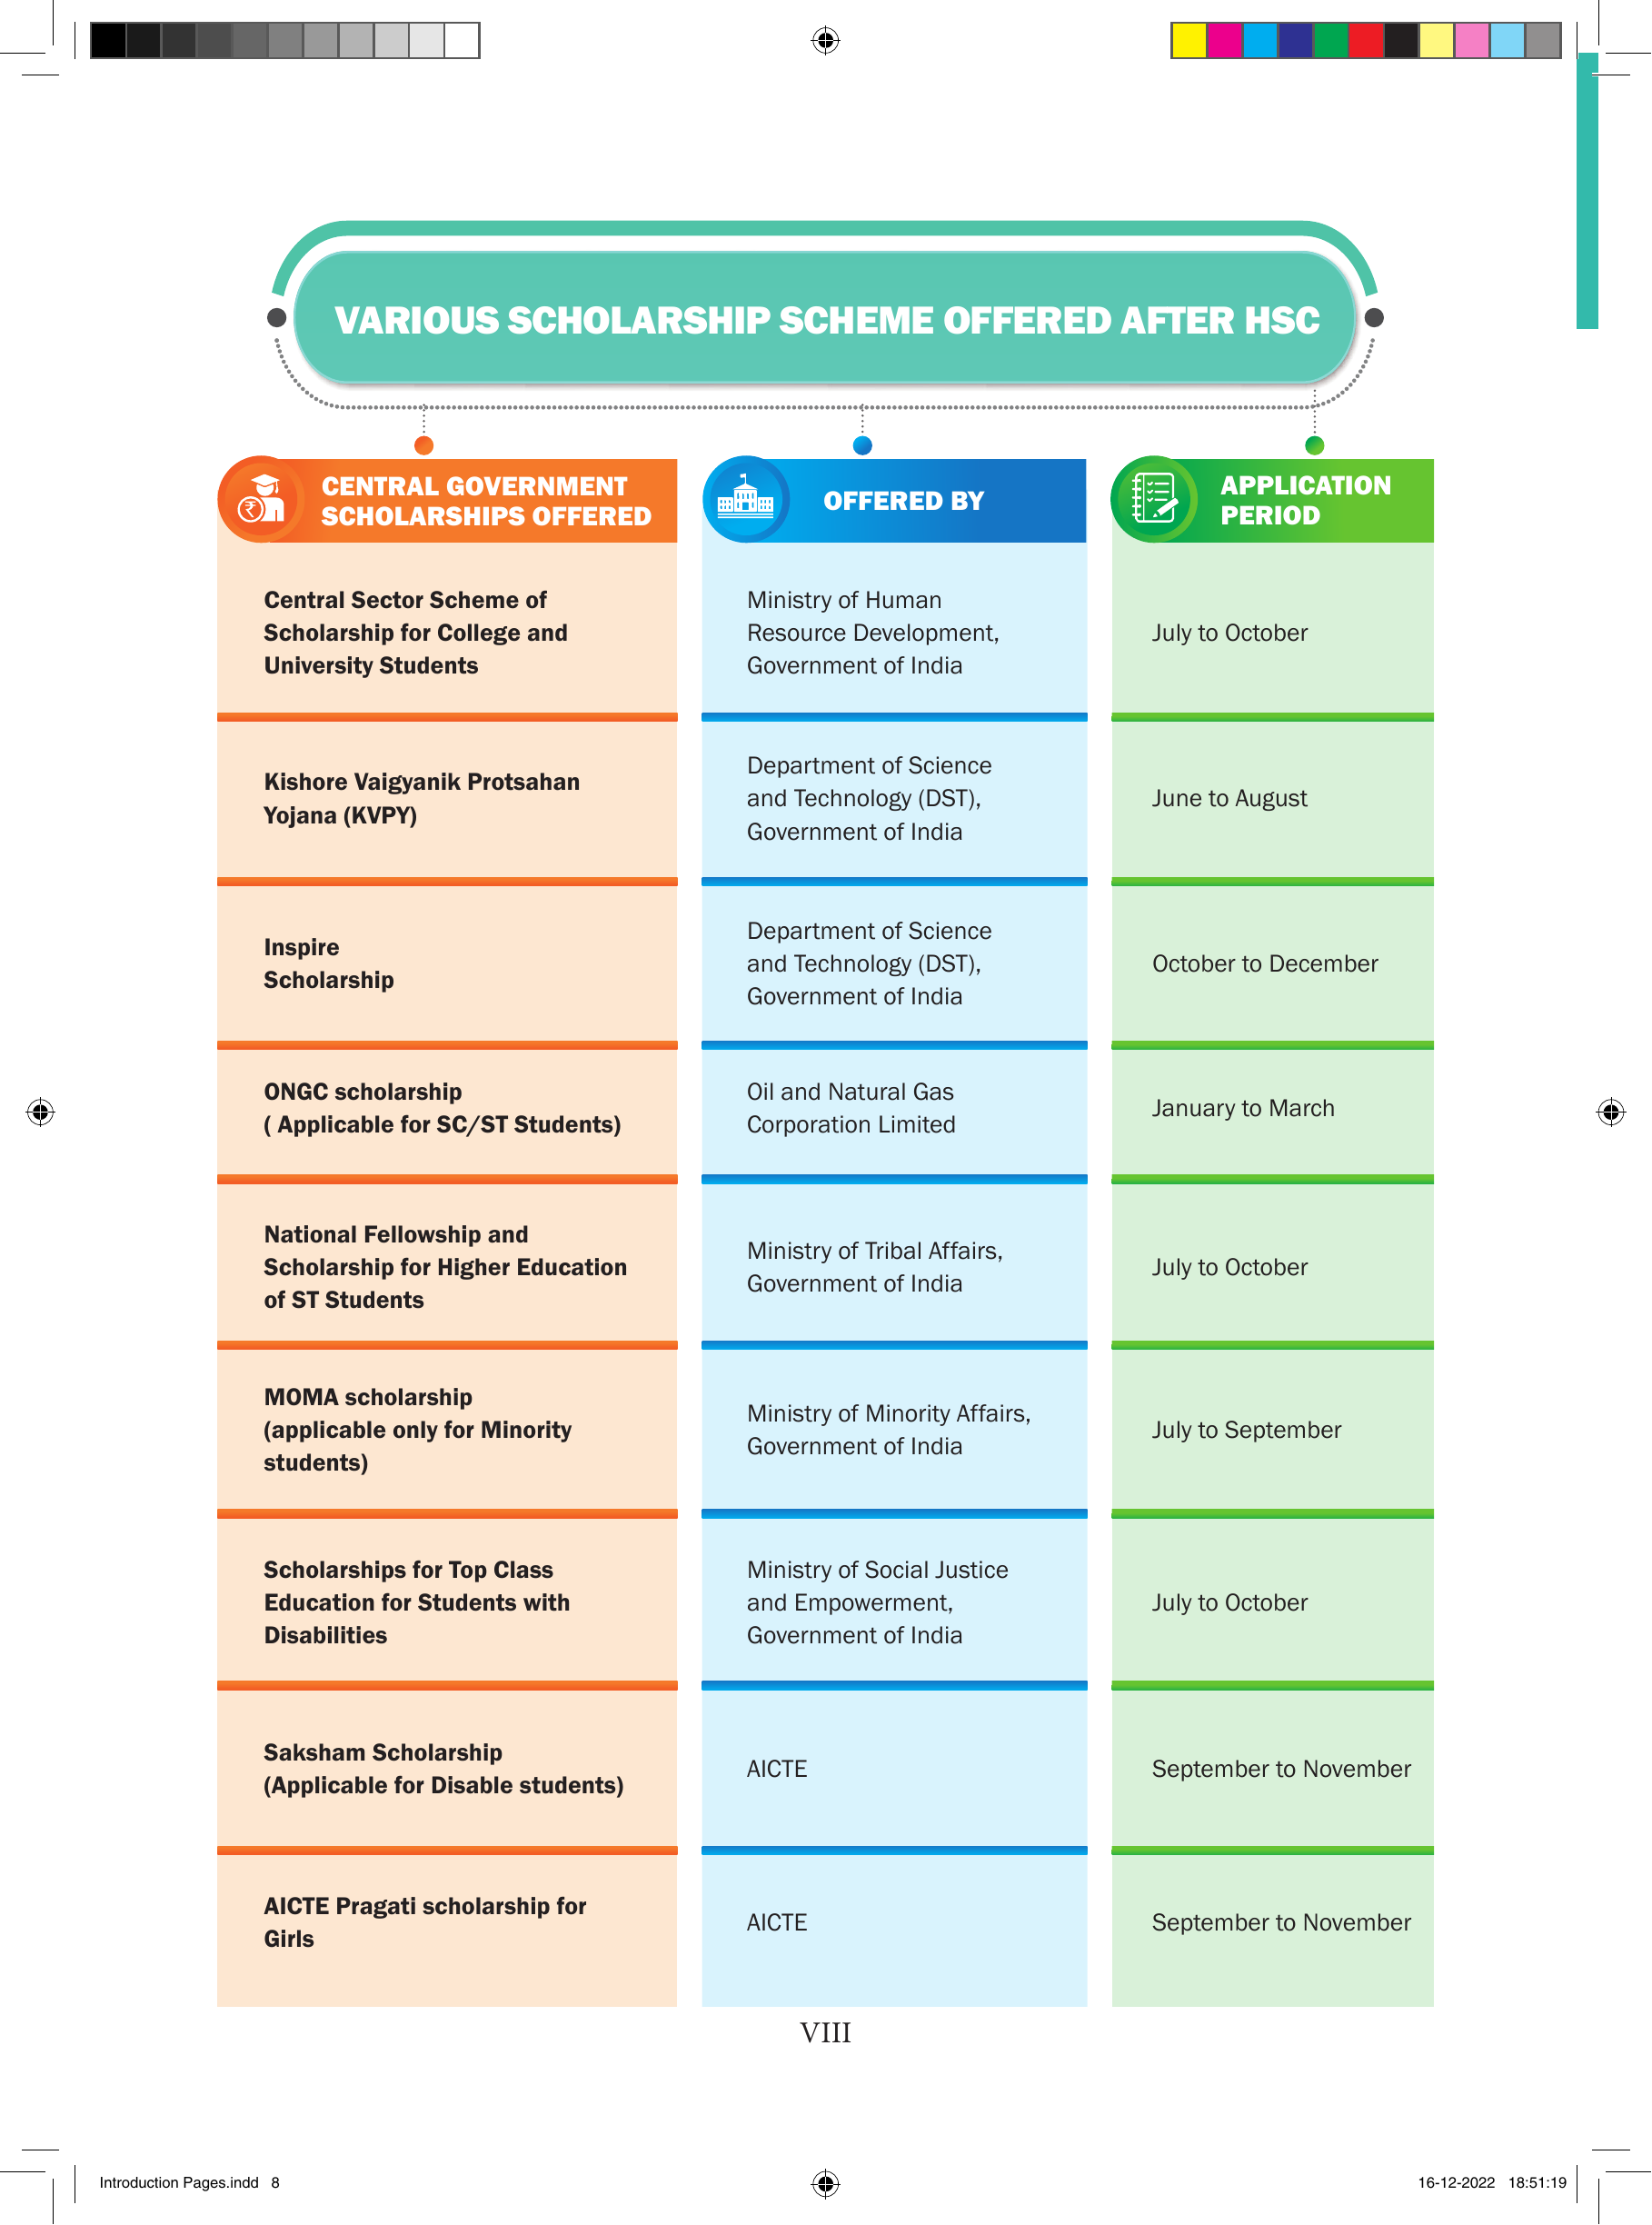 VARIOUS SCHOLARSHIP SCHEME OFFERED AFTER HSC
CENTRAL GOVERNMENT
SCHOLARSHIPS OFFERED
OFFERED BY
APPLICATION
PERIOD
Central Sector Scheme of
Scholarship for College and
University Students
Ministry of Human
Resource Development,
Government of India
July to October
Kishore Vaigyanik Protsahan
Yojana (KVPY)
Department of Science
and Technology (DST),
Government of India
June to August
Inspire
Scholarship
Department of Science
and Technology (DST),
Government of India
October to December
ONGC scholarship
( Applicable for SC/ST Students)
Oil and Natural Gas
Corporation Limited
January to March
National Fellowship and
Scholarship for Higher Education
of ST Students
Ministry of Tribal Affairs,
Government of India
July to October
MOMA scholarship
(applicable only for Minority
students)
Ministry of Minority Affairs,
Government of India
July to September
Scholarships for Top Class
Education for Students with
Disabilities
Ministry of Social Justice
and Empowerment,
Government of India
July to October
Saksham Scholarship
(Applicable for Disable students)
AICTE
September to November
AICTE Pragati scholarship for
Girls
AICTE
September to November
VIII
Introduction Pages.indd 8
16-12-2022 18:51:19